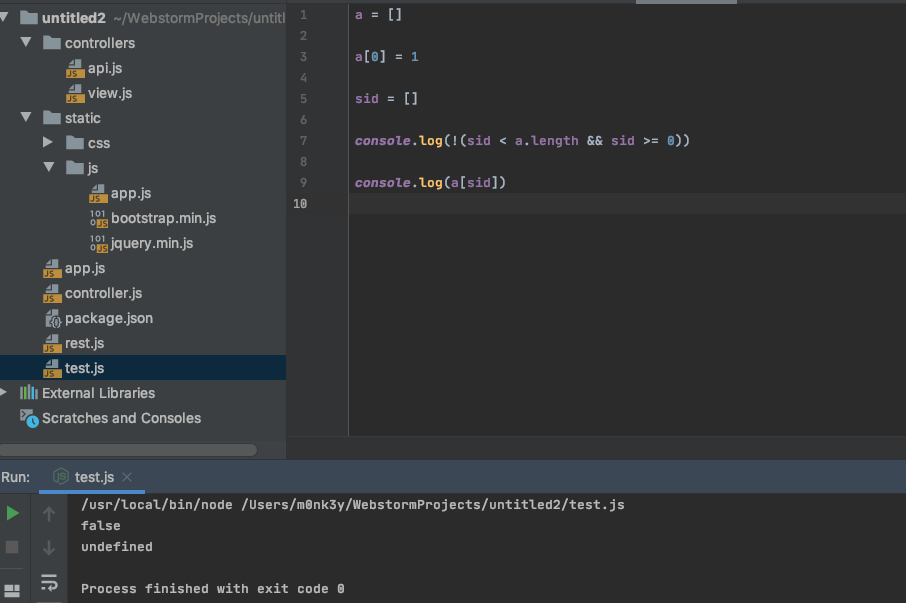 untitled2 ~/WebstormProjects/untitl
controllers
api.js
view.js
static
css
js
app.js
bootstrap.min.js
jquery.min.js
app.js
controller.js
package.json
rest.js
test.js
External Libraries
Scratches and Consoles
1 a = []
2
3 a[0] = 1
4
5 sid = []
6
7 console.log(!(sid < a.length && sid >= 0))
8
9 console.log(a[sid])
10
Run: test.js
/usr/local/bin/node /Users/m0nk3y/WebstormProjects/untitled2/test.js
false
undefined
Process finished with exit code 0